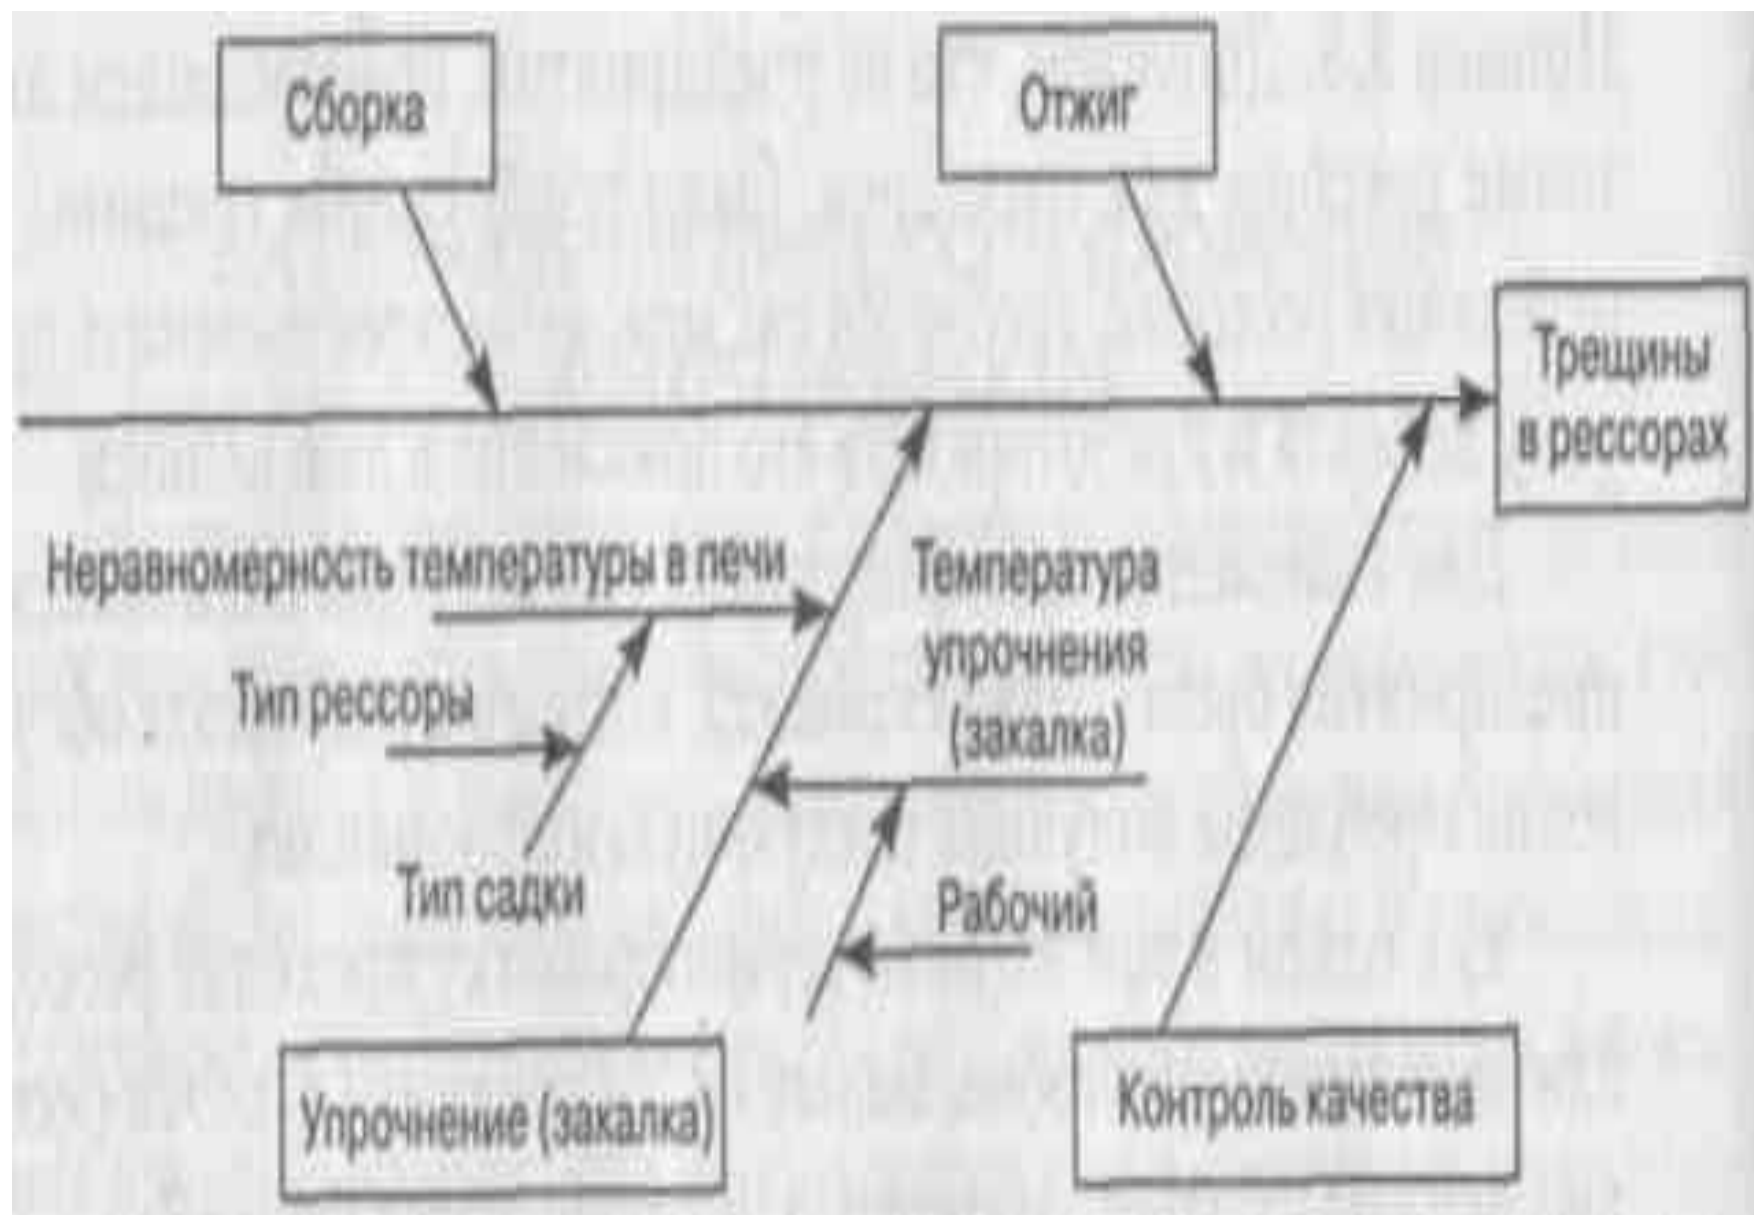 Сборка
Отжиг
Трещины
в рессорах
Неравномерность температуры в печи
Температура
упрочнения
(закалка)
Тип рессоры
Тип садки
Рабочий
Упрочнение (закалка)
Контроль качества